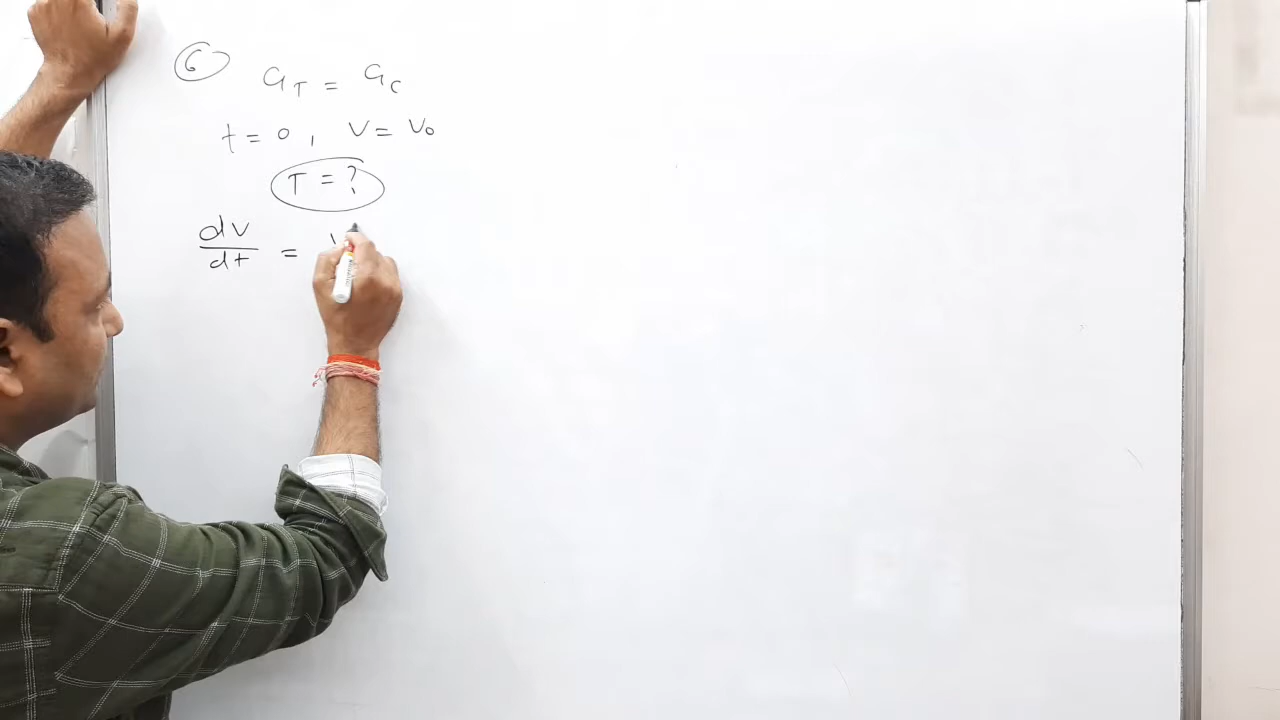 6 a_T = a_C
t = 0, v = v₀
T = ?
dv/dt =